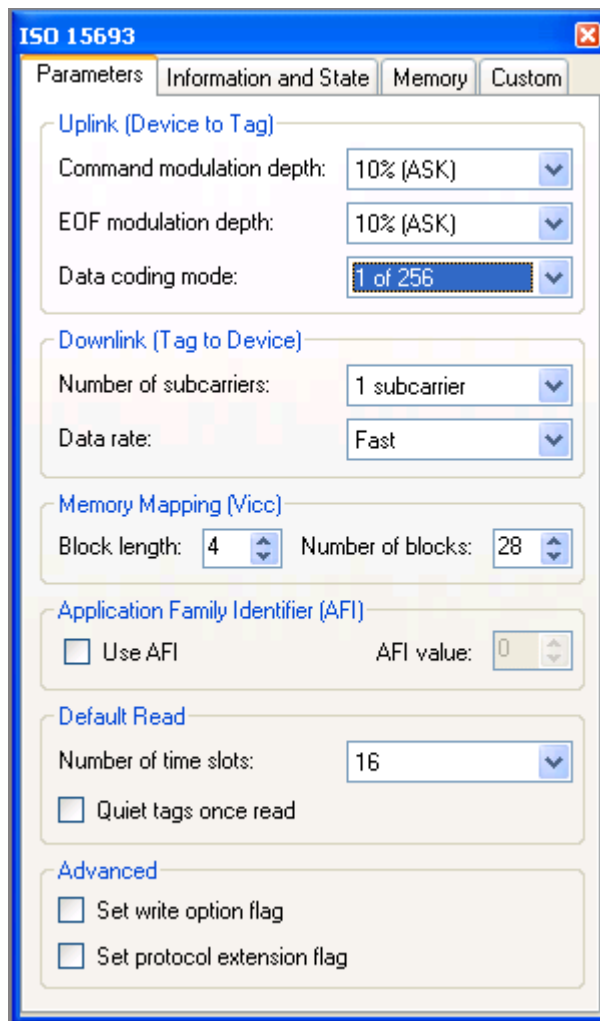 ISO 15693
Parameters Information and State Memory Custom
Uplink (Device to Tag)
Command modulation depth: 10% (ASK)
EOF modulation depth: 10% (ASK)
Data coding mode: 1 of 256
Downlink (Tag to Device)
Number of subcarriers: 1 subcarrier
Data rate: Fast
Memory Mapping (Vicc)
Block length: 4 Number of blocks: 28
Application Family Identifier (AFI)
Use AFI AFI value: 0
Default Read
Number of time slots: 16
Quiet tags once read
Advanced
Set write option flag
Set protocol extension flag